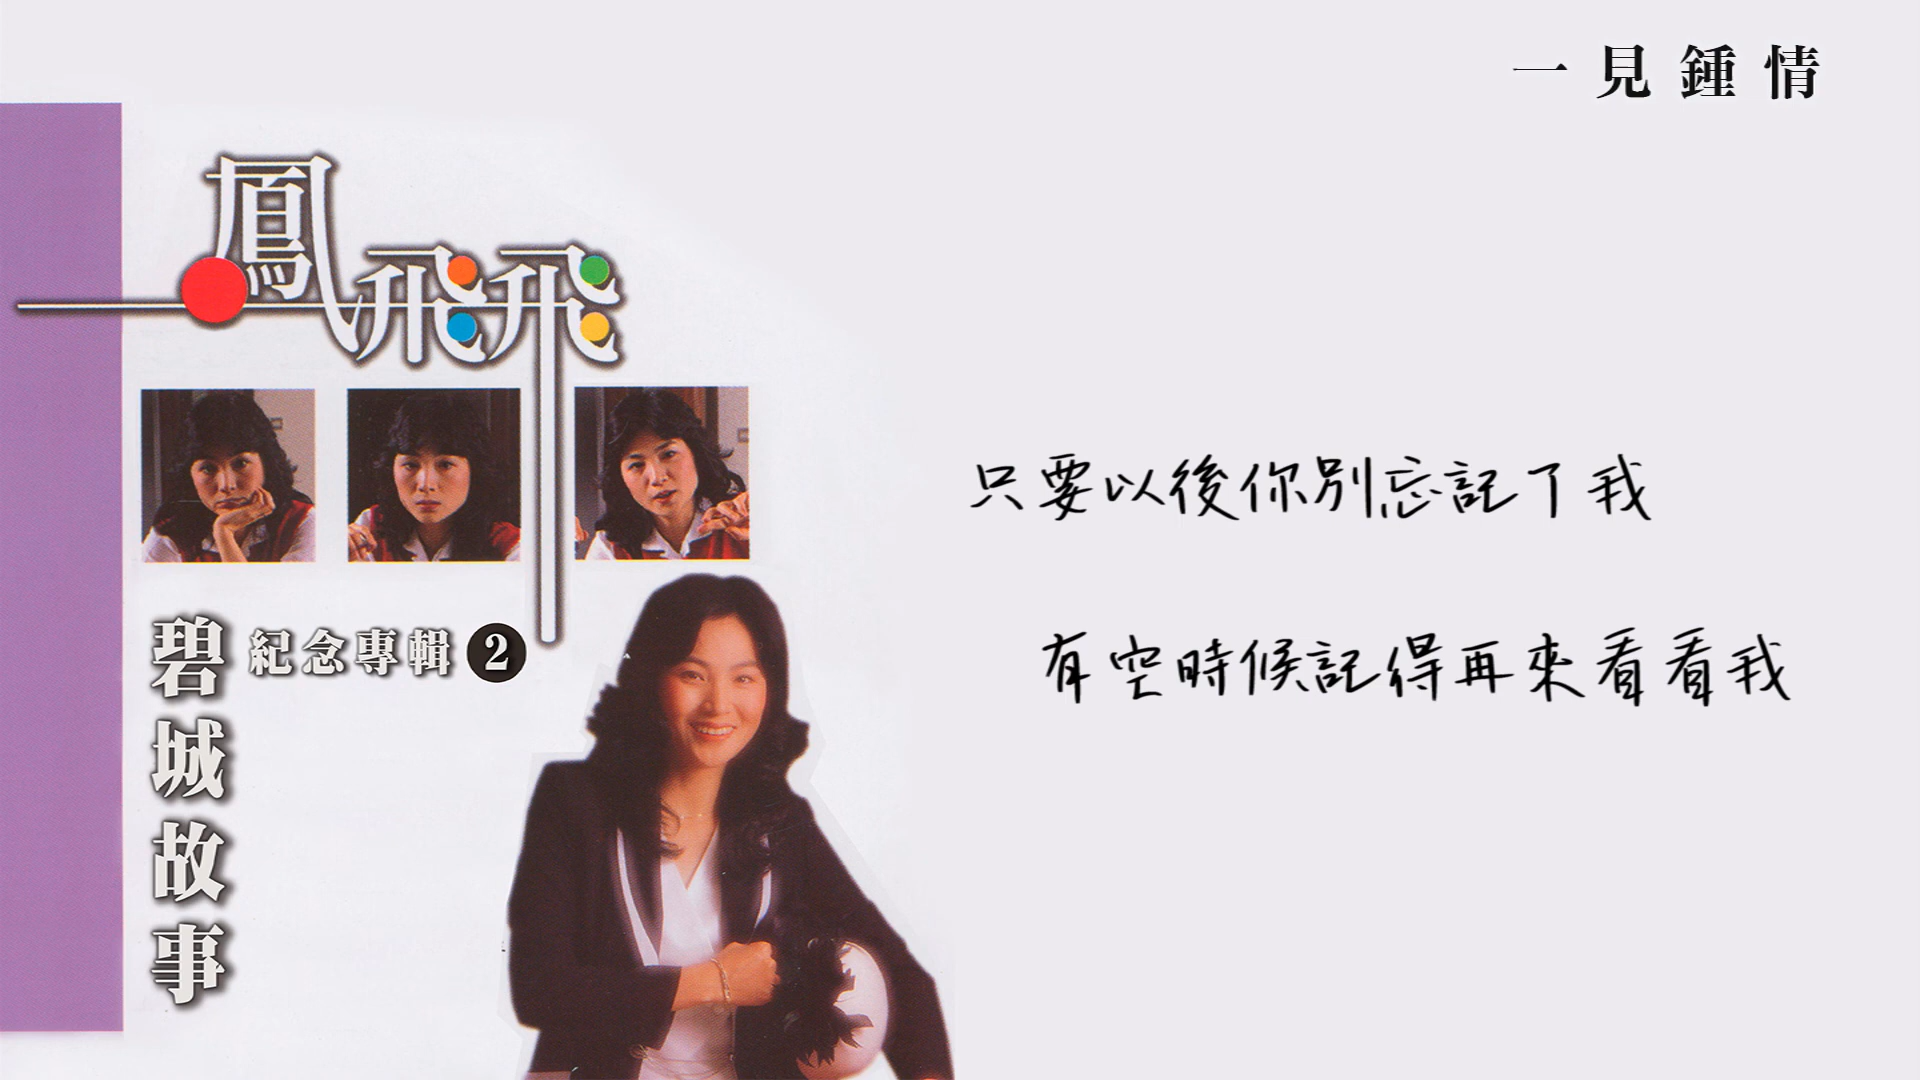 一見鍾情
鳳飛飛
紀念專輯2
碧城故事
只要以後你別忘記了我
有空時候記得再來看看我